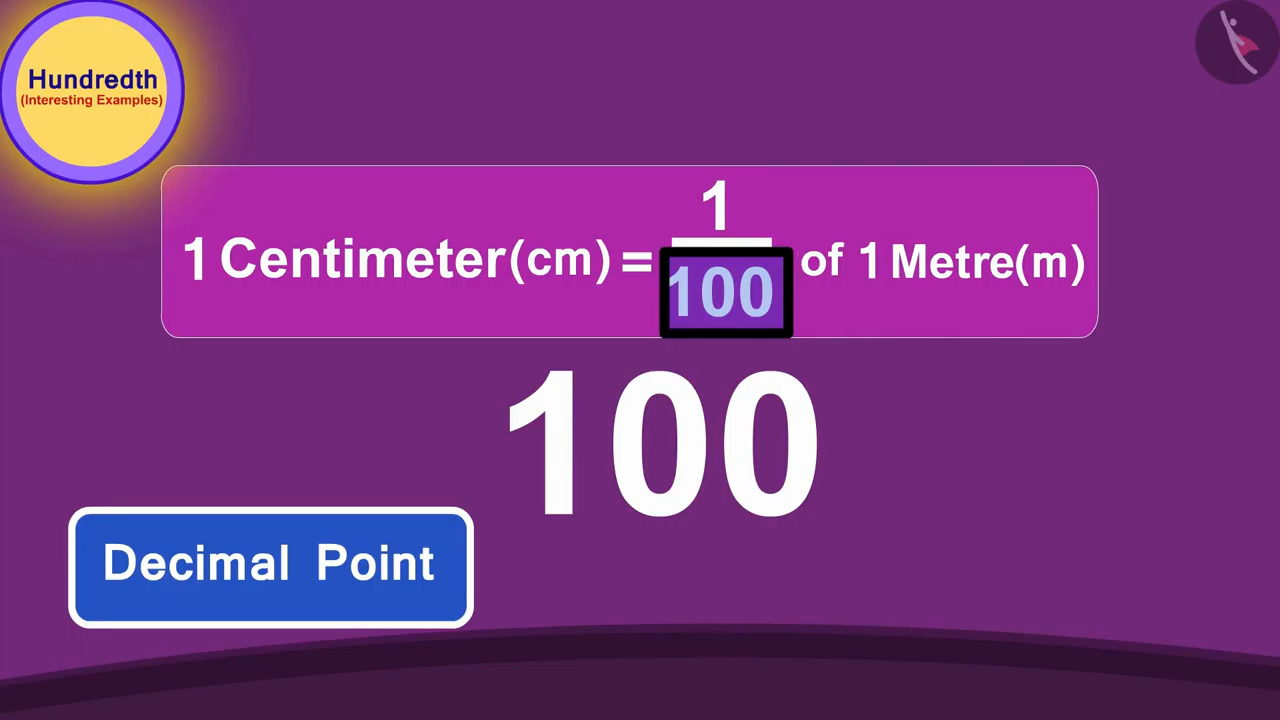 Hundredth
(Interesting Examples)
1 Centimeter(cm) = 1/100 of 1 Metre(m)
100
Decimal Point